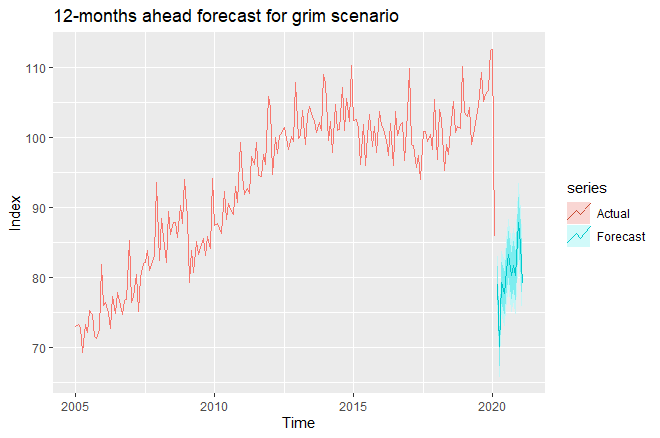 12-months ahead forecast for grim scenario
Index
110
100
90
80
70
2005
2010
2015
2020
Time
series
Actual
Forecast